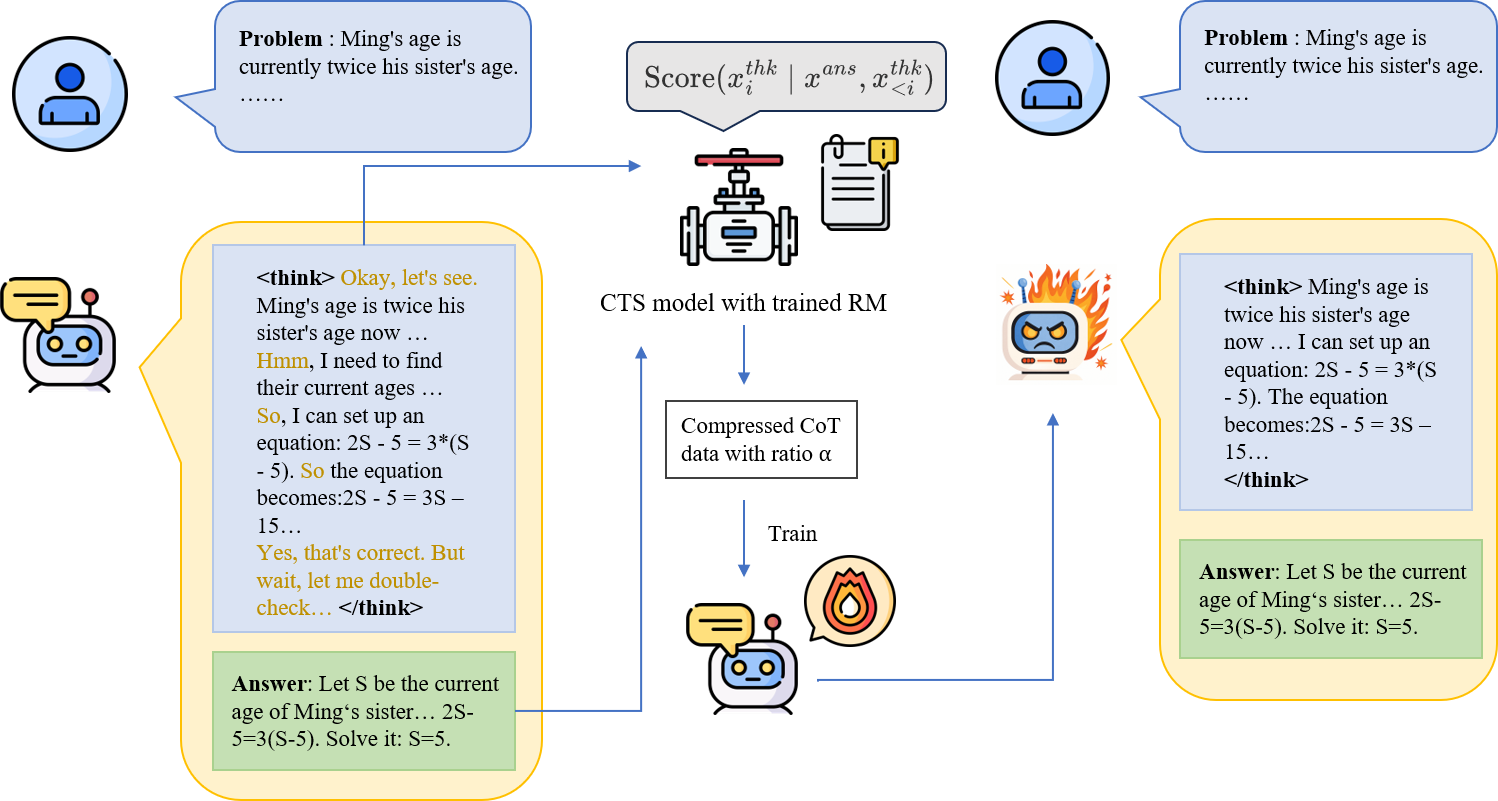 Problem : Ming's age is
currently twice his sister's age.
……
<think> Okay, let's see.
Ming's age is twice his
sister's age now …
Hmm, I need to find
their current ages …
So, I can set up an
equation: 2S - 5 = 3*(S
- 5). So the equation
becomes:2S - 5 = 3S –
15…
Yes, that's correct. But
wait, let me double-
check… </think>
Answer: Let S be the current
age of Ming‘s sister… 2S-
5=3(S-5). Solve it: S=5.
Score(x_i^{thk} | x^{ans}, x_{<i}^{thk})
i
CTS model with trained RM
Compressed CoT
data with ratio α
Train
Problem : Ming's age is
currently twice his sister's age.
……
<think> Ming's age is
twice his sister's age
now … I can set up an
equation: 2S - 5 = 3*(S
- 5). The equation
becomes:2S - 5 = 3S –
15…
</think>
Answer: Let S be the current
age of Ming‘s sister… 2S-
5=3(S-5). Solve it: S=5.